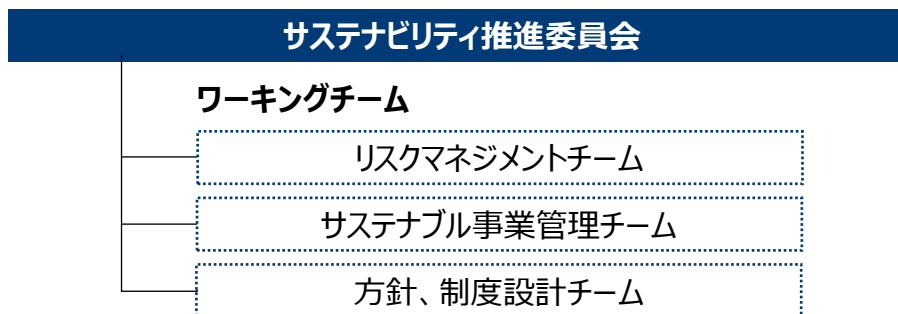 サステナビリティ推進委員会
ワーキングチーム
リスクマネジメントチーム
サステナブル事業管理チーム
方針、制度設計チーム